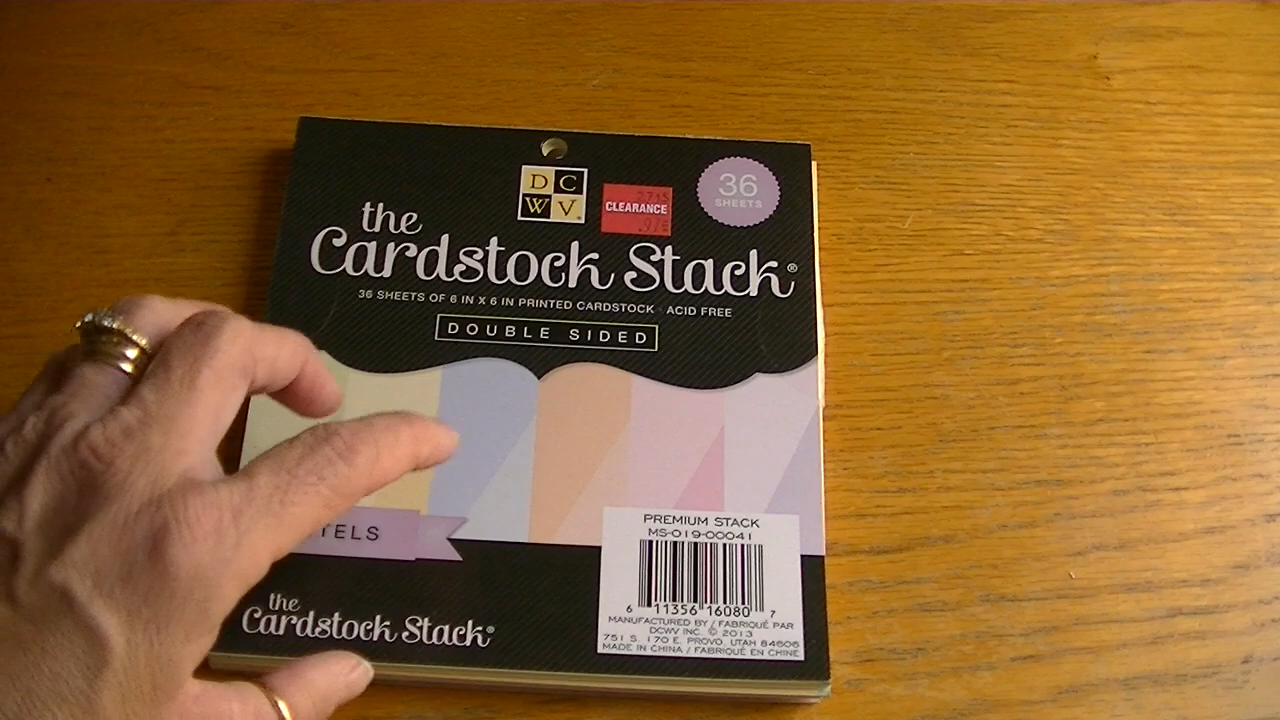 D C
W V
36
SHEETS
CLEARANCE
.97¢
the
Cardstock Stack®
36 SHEETS OF 6 IN X 6 IN PRINTED CARDSTOCK · ACID FREE
DOUBLE SIDED
TELS
PREMIUM STACK
MS-019-00041
6 11356 16080 7
MANUFACTURED BY / FABRIQUÉ PAR
DCWV INC. © 2013
751 S. 170 E. PROVO, UTAH 84606
MADE IN CHINA / FABRIQUÉ EN CHINE
the
Cardstock Stack®